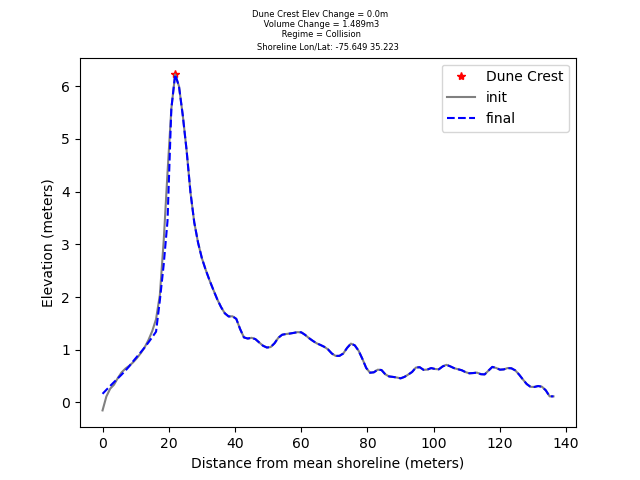 Dune Crest Elev Change = 0.0m
Volume Change = 1.489m3
Regime = Collision
Shoreline Lon/Lat: -75.649 35.223
Dune Crest
init
final
6
5
4
3
2
1
0
Elevation (meters)
0 20 40 60 80 100 120 140
Distance from mean shoreline (meters)